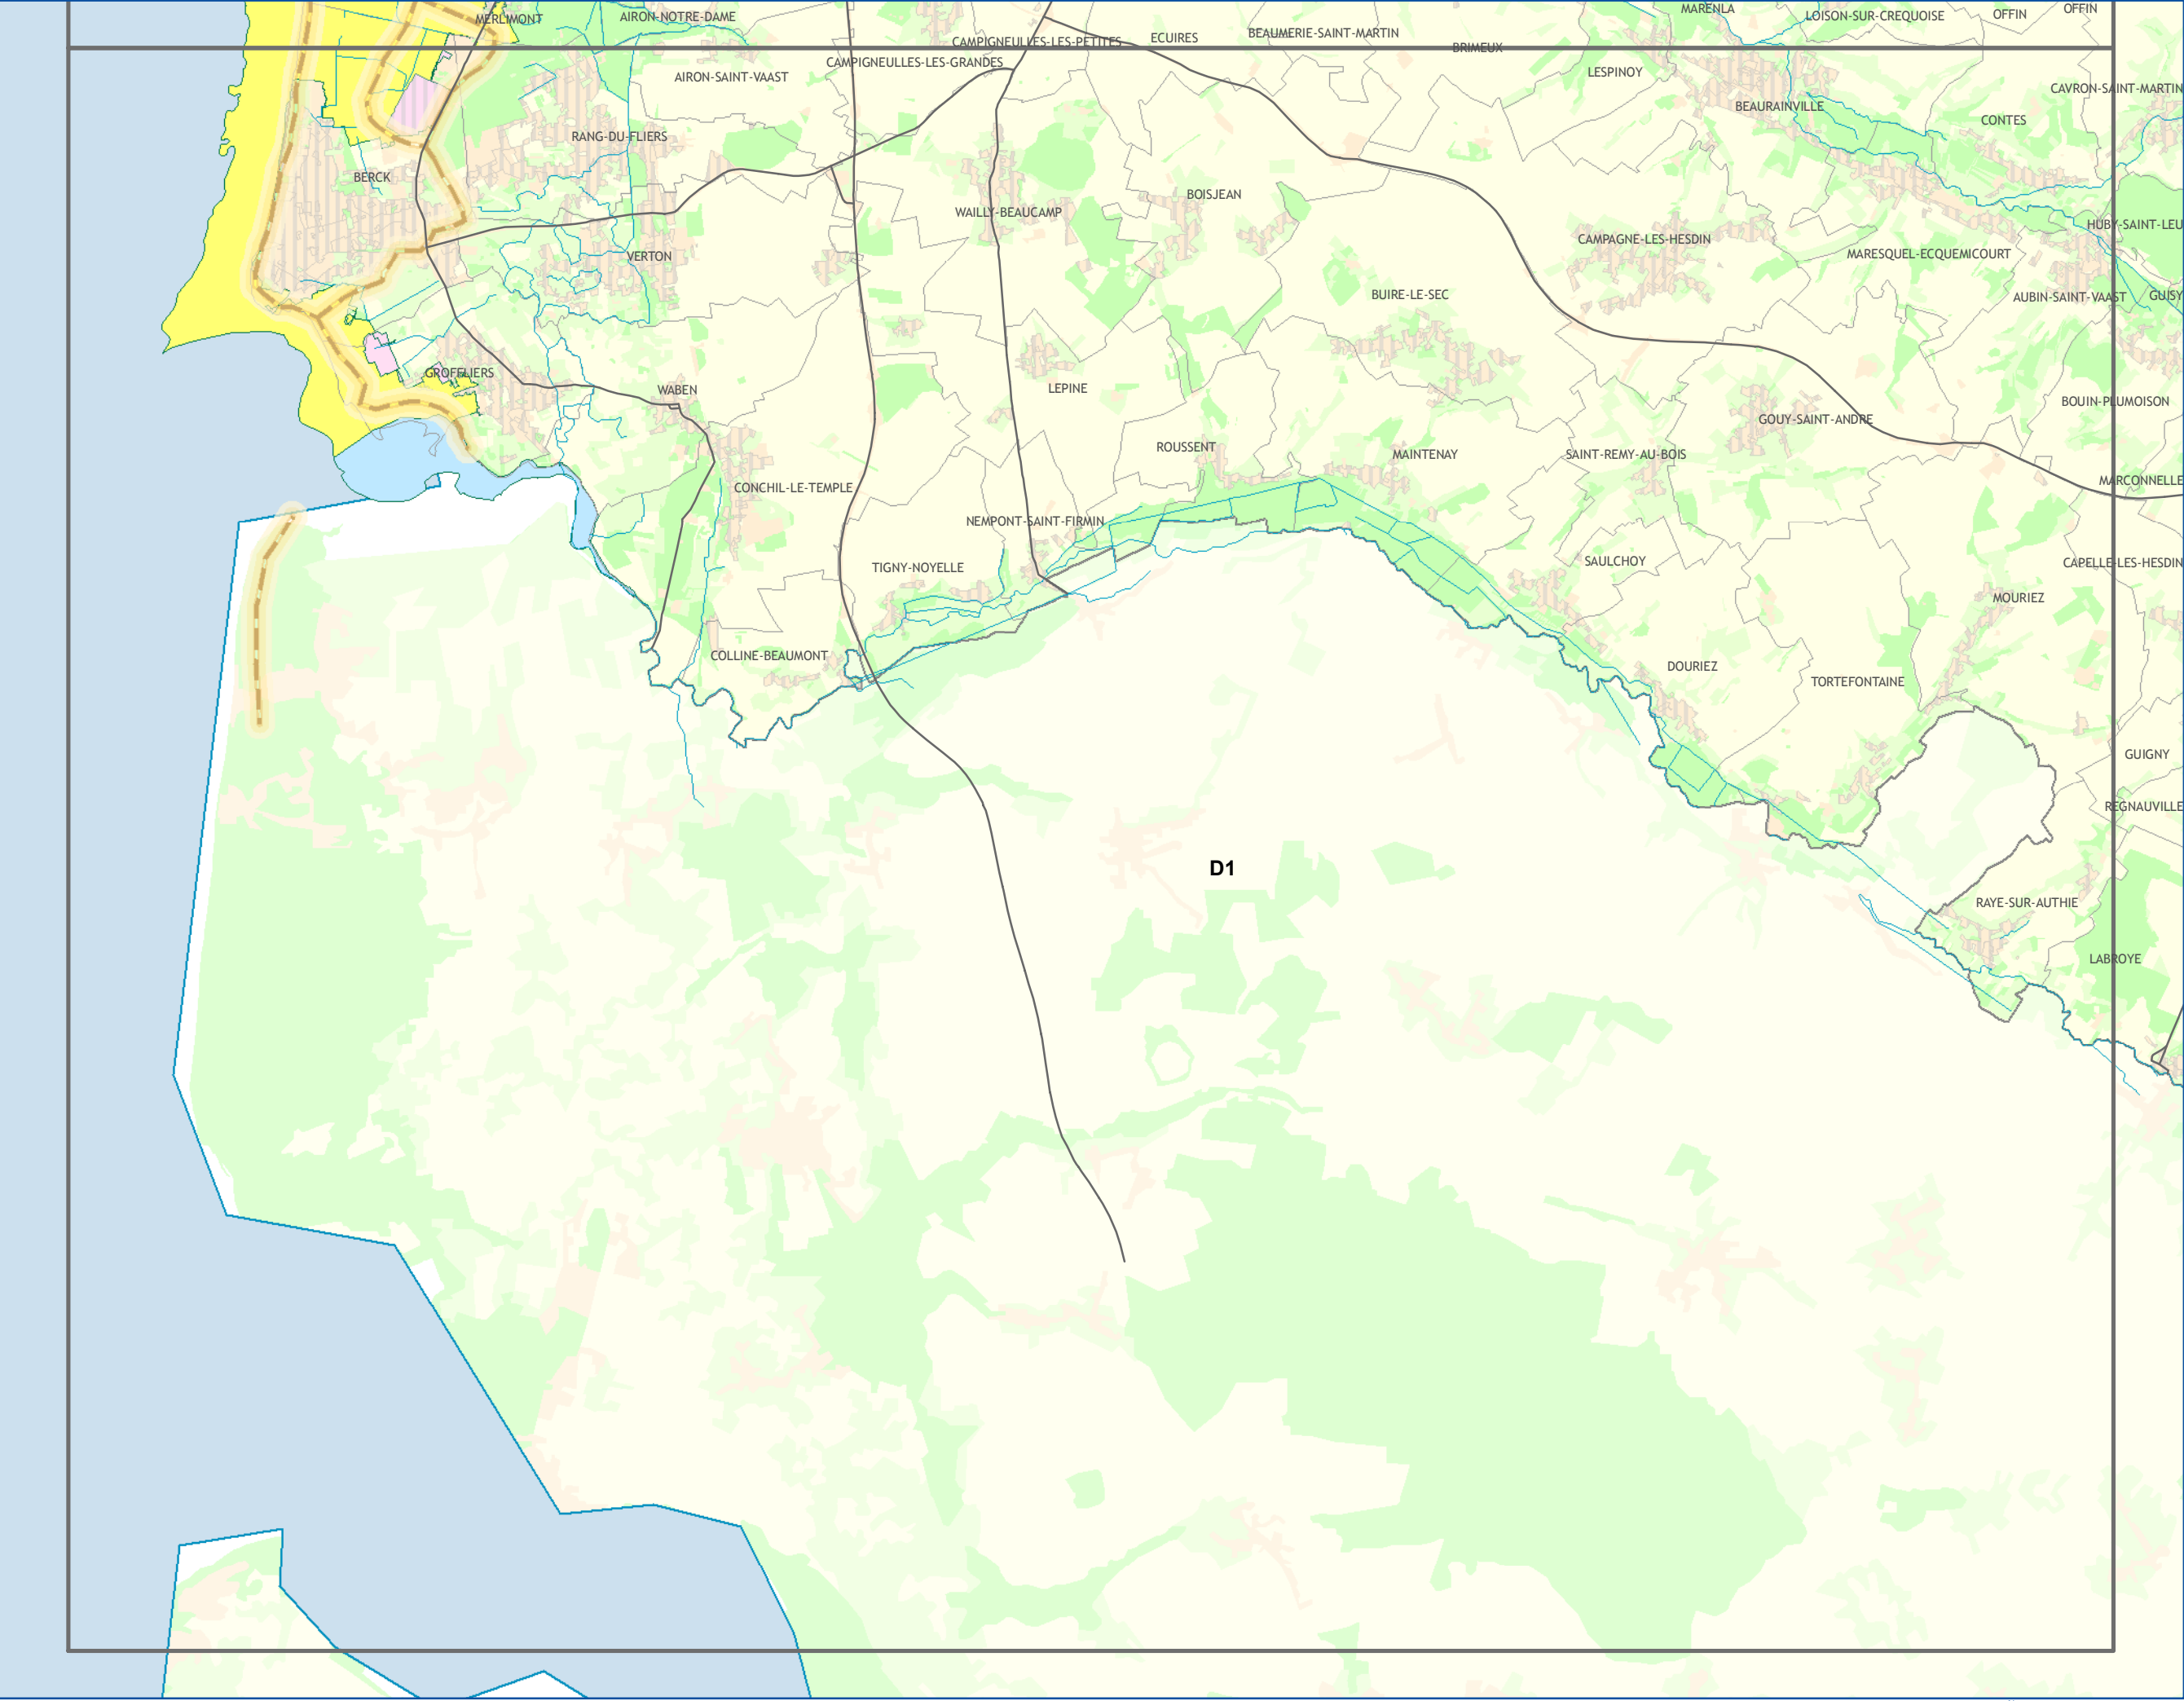 MERLIMONT
AIRON-NOTRE-DAME
MARENLA
LOISON-SUR-CREQUOISE
OFFIN
OFFIN
CAMPIGNEULLES-LES-PETITES
ECUIRES
BEAUMERIE-SAINT-MARTIN
BRIMEUX
CAMPIGNEULLES-LES-GRANDES
AIRON-SAINT-VAAST
LESPINOY
CAVRON-SAINT-MARTIN
BEAURAINVILLE
CONTES
RANG-DU-FLIERS
BERCK
BOISJEAN
WAILLY-BEAUCAMP
HUBY-SAINT-LEU
CAMPAGNE-LES-HESDIN
MARESQUEL-ECQUEMICOURT
VERTON
BUIRE-LE-SEC
AUBIN-SAINT-VAAST
GUISY
GROFFLIERS
WABEN
LEPINE
BOUIN-PLUMOISON
GOUY-SAINT-ANDRE
ROUSSENT
MAINTENAY
SAINT-REMY-AU-BOIS
MARCONNELLE
CONCHIL-LE-TEMPLE
NEMPONT-SAINT-FIRMIN
TIGNY-NOYELLE
SAULCHOY
CAPELLE-LES-HESDIN
MOURIEZ
COLLINE-BEAUMONT
DOURIEZ
TORTEFONTAINE
GUIGNY
REGNAUVILLE
D1
RAYE-SUR-AUTHIE
LABROYE